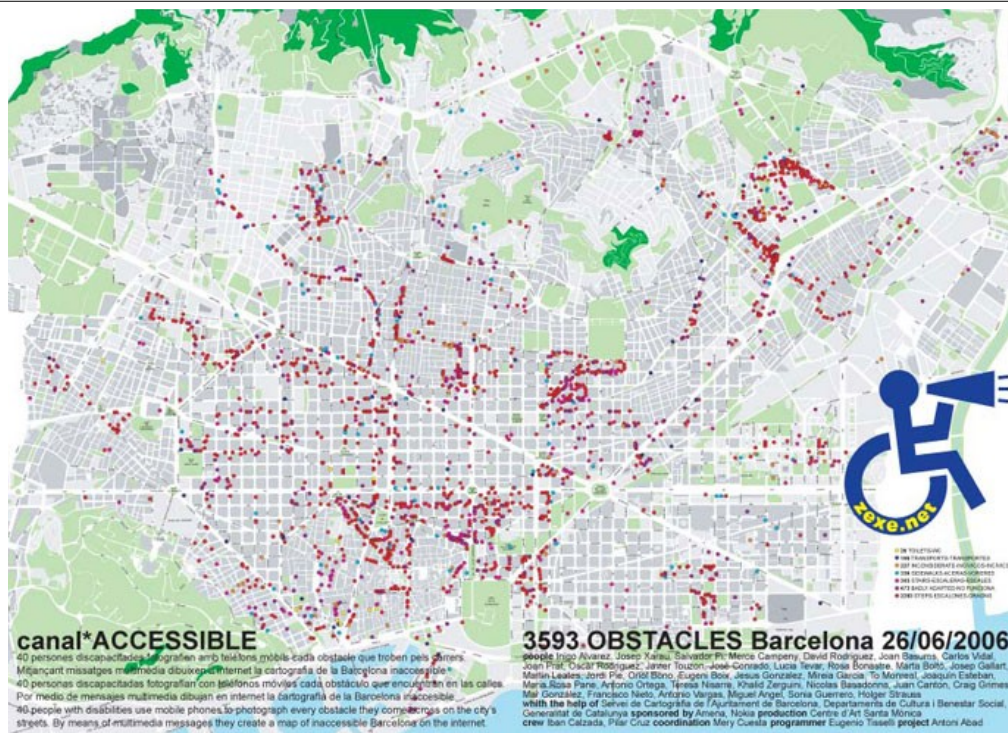 zexe.net
TOILETS-WC
TRANSPORTS-TRANSPORTES
canal*ACCESSIBLE
40 persones discapacitades fotografien amb telèfons mòbils cada obstacle que troben pels carrers.
Mitjançant missatges multimedia dibuixen a internet la cartografia de la Barcelona inaccessible
40 personas discapacitadas fotografían con teléfonos móviles cada obstáculo que encuentran en las calles.
Por medio de mensajes multimedia dibujan en internet la cartografía de la Barcelona inaccesible
40 people with disabilities use mobile phones to photograph every obstacle they come across on the city's
streets. By means of multimedia messages they create a map of inaccessible Barcelona on the internet.
3593 OBSTACLES Barcelona 26/06/2006
people Iñigo Alvarez, Josep Xarau, Salvador Pi, Merce Campeny, David Rodriguez, Joan Basums, Carlos Vidal,
Joan Prat, Oscar Rodriguez, Javier Touzon, José Conrado, Lucia Tevar, Rosa Bonastre, Marta Boltó, Josep Gallart,
Martin Leales, Jordi Pie, Oriol Bono, Eugeni Boix, Jesus Gonzalez, Mireia Garcia, To Monreal, Joaquin Esteban,
Maria Rosa Pane, Antonio Ortega, Teresa Nisarre, Khalid Zerguini, Nicolas Basadonna, Juan Canton, Craig Grimes,
Mar González, Francisco Nieto, Antonio Vargas, Miguel Angel, Sonia Guerrero, Holger Straus
whith the help of Servei de Cartografia de l'Ajuntament de Barcelona, Departaments de Cultura i Benestar Social,
Generalitat de Catalunya sponsored by Amena, Nokia production Centre d'Art Santa Mònica
crew Iban Calzada, Pilar Cruz coordination Mery Cuesta programmer Eugenio Tisselli project Antoni Abad